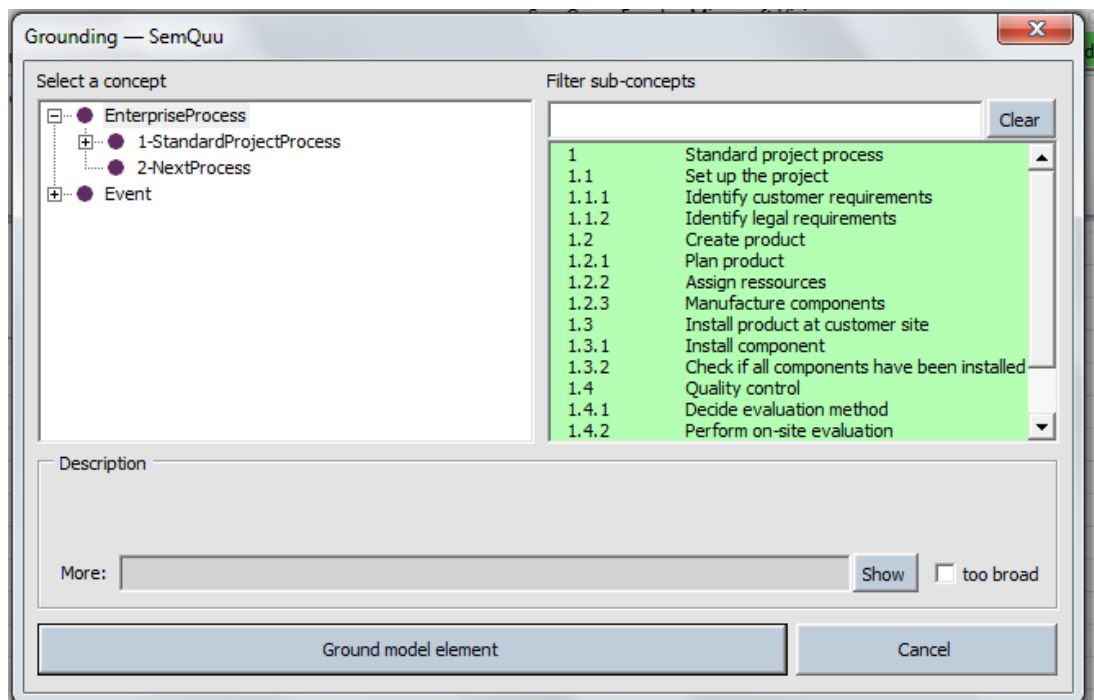 Grounding — SemQuu
Select a concept
EnterpriseProcess
1-StandardProjectProcess
2-NextProcess
Event
Filter sub-concepts
Clear
1 Standard project process
1.1 Set up the project
1.1.1 Identify customer requirements
1.1.2 Identify legal requirements
1.2 Create product
1.2.1 Plan product
1.2.2 Assign ressources
1.2.3 Manufacture components
1.3 Install product at customer site
1.3.1 Install component
1.3.2 Check if all components have been installed
1.4 Quality control
1.4.1 Decide evaluation method
1.4.2 Perform on-site evaluation
Description
More: Show too broad
Ground model element Cancel